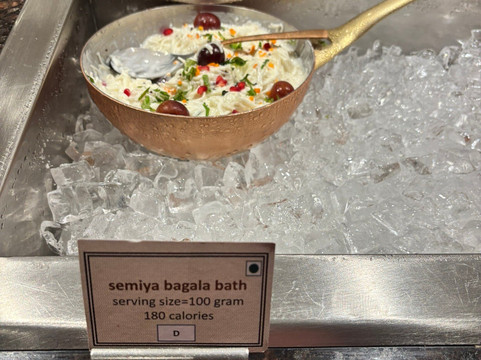 semiya bagala bath
serving size=100 gram
180 calories
D